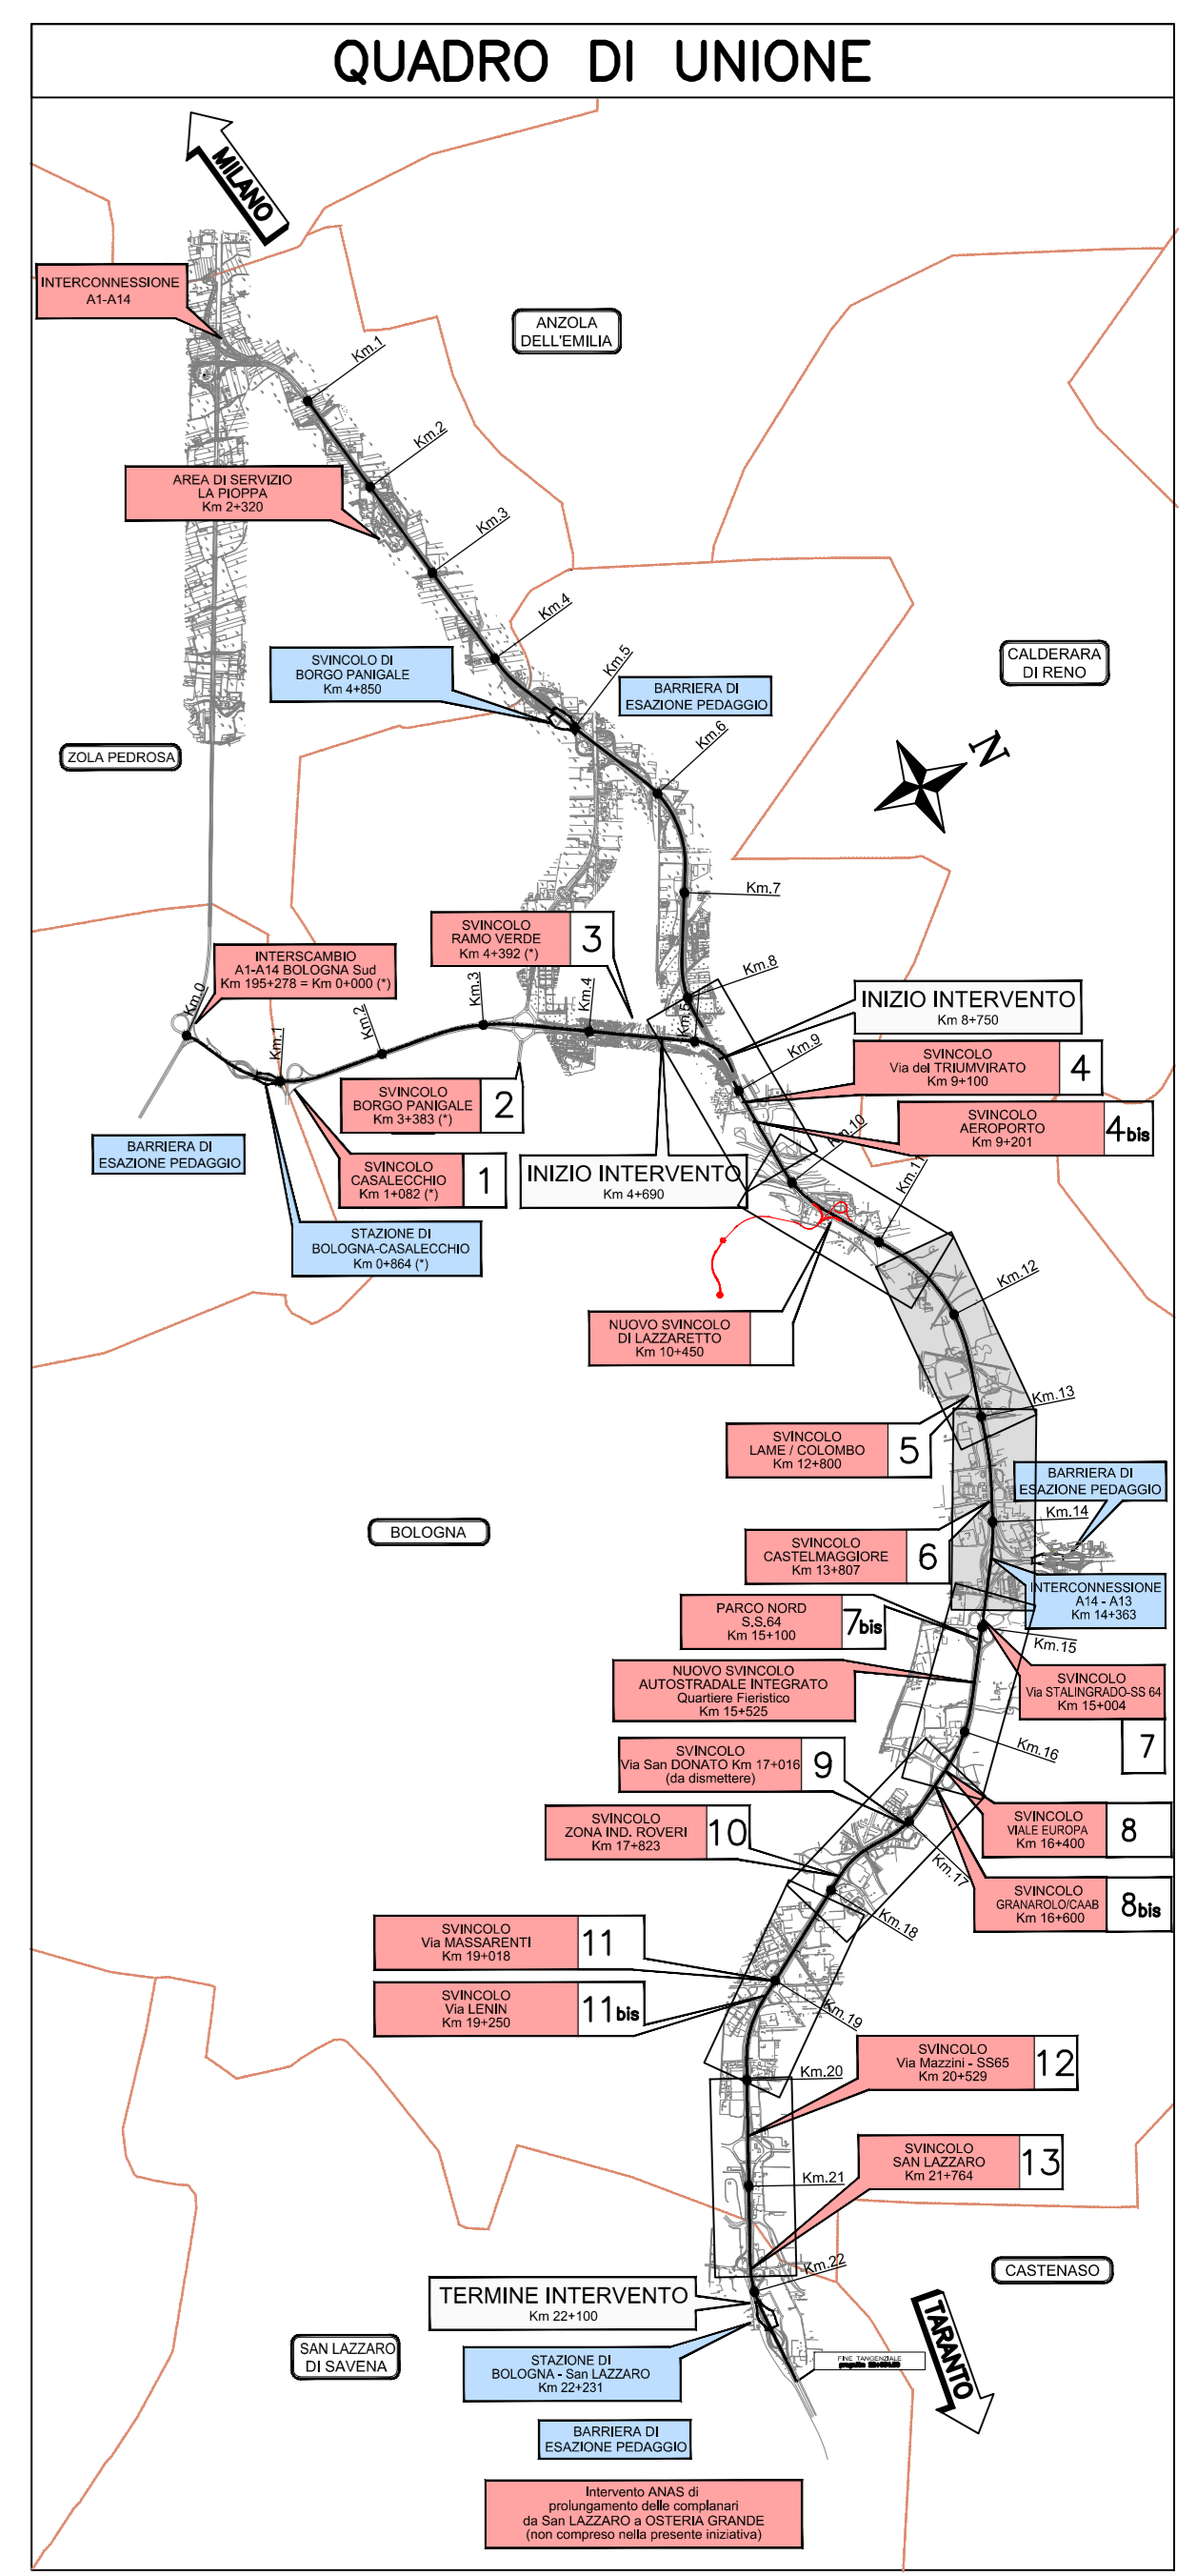 QUADRO DI UNIONE
MILANO
INTERCONNESSIONE
A1-A14
ANZOLA
DELL'EMILIA
Km.1
Km.2
AREA DI SERVIZIO
LA PIOPPA
Km 2+320
Km.3
Km.4
SVINCOLO DI
BORGO PANIGALE
Km 4+850
Km.5
BARRIERA DI
ESAZIONE PEDAGGIO
CALDERARA
DI RENO
Km.6
ZOLA PEDROSA
N
Km.7
SVINCOLO
RAMO VERDE
Km 4+392 (*)
3
INTERSCAMBIO
A1-A14 BOLOGNA Sud
Km 195+278 = Km 0+000 (*)
Km.0
Km.1
Km.2
Km.3
Km.4
Km.5
Km.8
INIZIO INTERVENTO
Km 8+750
Km.9
SVINCOLO
Via del TRIUMVIRATO
Km 9+100
4
SVINCOLO
BORGO PANIGALE
Km 3+383 (*)
2
SVINCOLO
AEROPORTO
Km 9+201
4bis
BARRIERA DI
ESAZIONE PEDAGGIO
SVINCOLO
CASALECCHIO
Km 1+082 (*)
1
INIZIO INTERVENTO
Km 4+690
Km.10
Km.11
STAZIONE DI
BOLOGNA-CASALECCHIO
Km 0+864 (*)
Km.12
NUOVO SVINCOLO
DI LAZZARETTO
Km 10+450
Km.13
SVINCOLO
LAME / COLOMBO
Km 12+800
5
BARRIERA DI
ESAZIONE PEDAGGIO
Km.14
BOLOGNA
SVINCOLO
CASTELMAGGIORE
Km 13+807
6
INTERCONNESSIONE
A14 - A13
Km 14+363
PARCO NORD
S.S.64
Km 15+100
7bis
Km.15
NUOVO SVINCOLO
AUTOSTRADALE INTEGRATO
Quartiere Fieristico
Km 15+525
SVINCOLO
Via STALINGRADO-SS 64
Km 15+004
7
Km.16
SVINCOLO
Via San DONATO Km 17+016
(da dismettere)
9
SVINCOLO
ZONA IND. ROVERI
Km 17+823
10
SVINCOLO
VIALE EUROPA
Km 16+400
8
Km.17
SVINCOLO
GRANAROLO/CAAB
Km 16+600
8bis
Km.18
SVINCOLO
Via MASSARENTI
Km 19+018
11
SVINCOLO
Via LENIN
Km 19+250
11bis
Km.19
SVINCOLO
Via Mazzini - SS65
Km 20+529
12
Km.20
SVINCOLO
SAN LAZZARO
Km 21+764
13
Km.21
Km.22
CASTENASO
TERMINE INTERVENTO
Km 22+100
SAN LAZZARO
DI SAVENA
STAZIONE DI
BOLOGNA - San LAZZARO
Km 22+231
FINE TANGENZIALE
TARANTO
BARRIERA DI
ESAZIONE PEDAGGIO
Intervento ANAS di
prolungamento delle complanari
da San LAZZARO a OSTERIA GRANDE
(non compreso nella presente iniziativa)